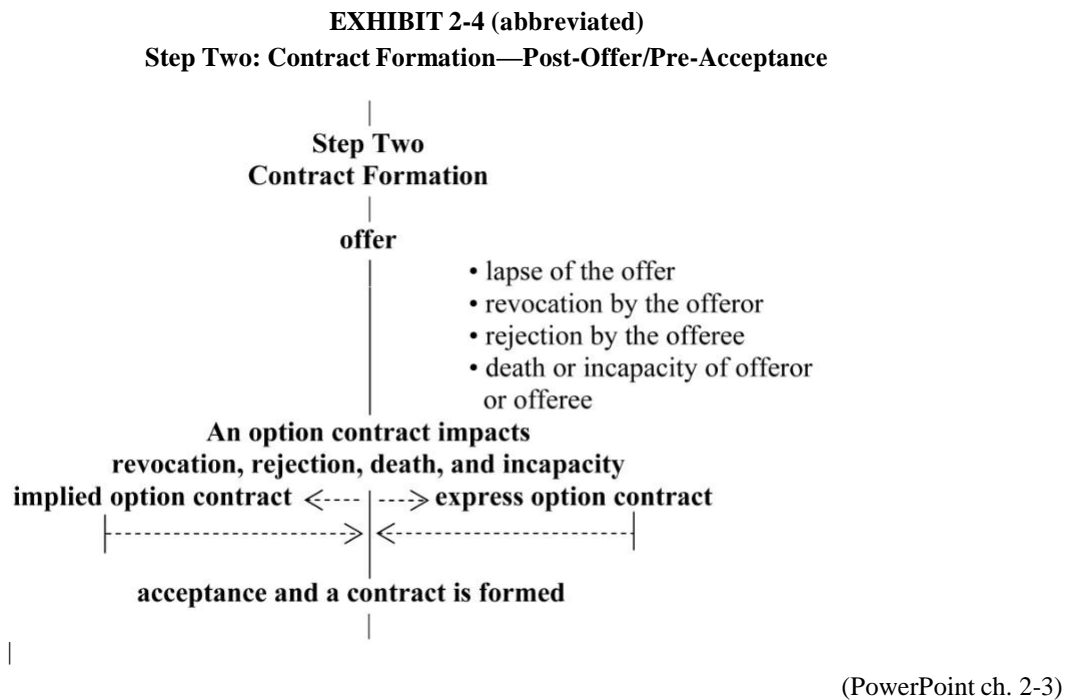 EXHIBIT 2-4 (abbreviated)
Step Two: Contract Formation—Post-Offer/Pre-Acceptance
Step Two
Contract Formation
offer
• lapse of the offer
• revocation by the offeror
• rejection by the offeree
• death or incapacity of offeror
or offeree
An option contract impacts
revocation, rejection, death, and incapacity
implied option contract express option contract
acceptance and a contract is formed
(PowerPoint ch. 2-3)